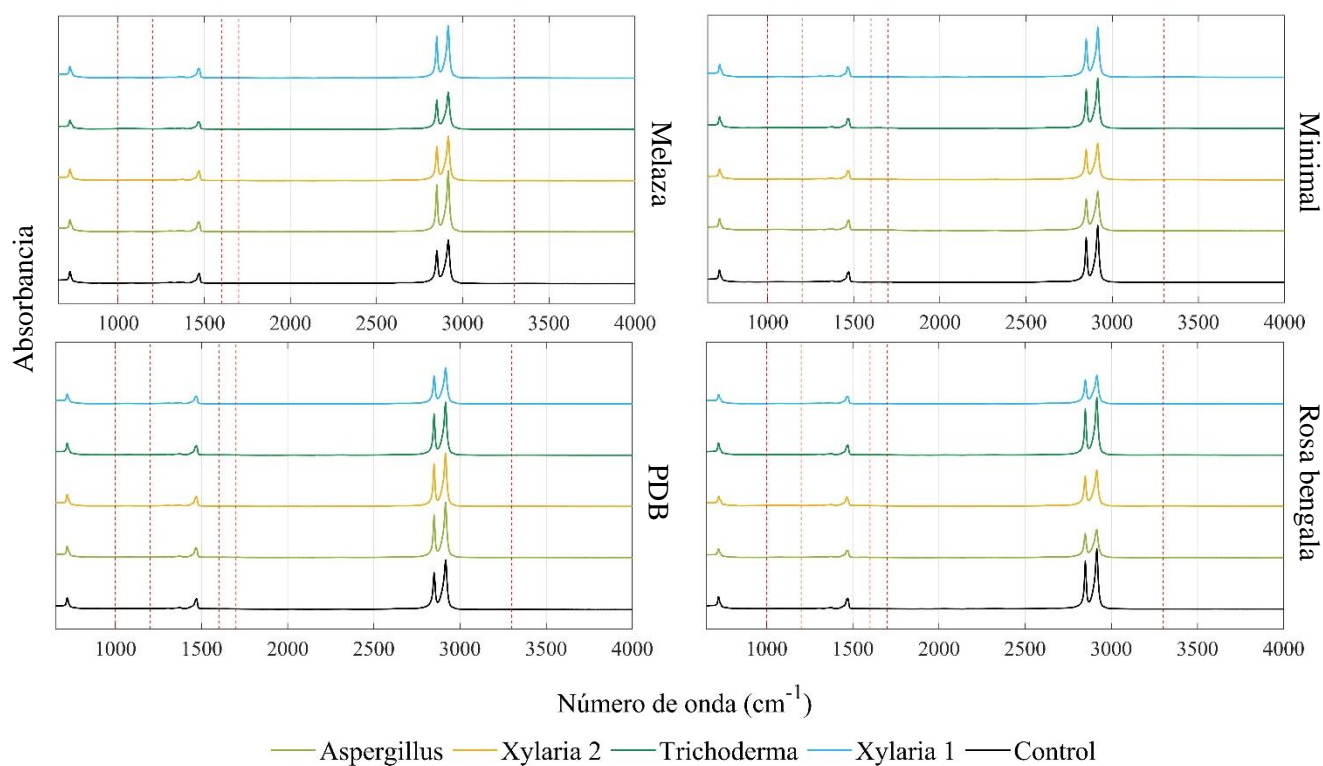 Absorbancia
Melaza
1000 1500 2000 2500 3000 3500 4000
Minimal
1000 1500 2000 2500 3000 3500 4000
PDB
1000 1500 2000 2500 3000 3500 4000
Rosa bengala
1000 1500 2000 2500 3000 3500 4000
Número de onda (cm⁻¹)
Aspergillus Xylaria 2 Trichoderma Xylaria 1 Control